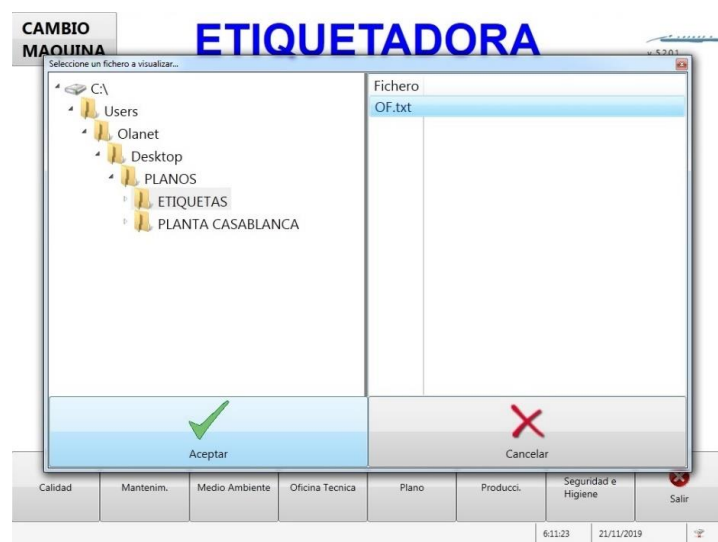 CAMBIO
MAQUINA
ETIQUETADORA
v 5.2.0.1
Seleccione un fichero a visualizar...
C:\
Users
Olanet
Desktop
PLANOS
ETIQUETAS
PLANTA CASABLANCA
Fichero
OF.txt
Aceptar
Cancelar
Calidad
Mantenim.
Medio Ambiente
Oficina Tecnica
Plano
Producci.
Seguridad e
Higiene
Salir
6:11:23
21/11/2019